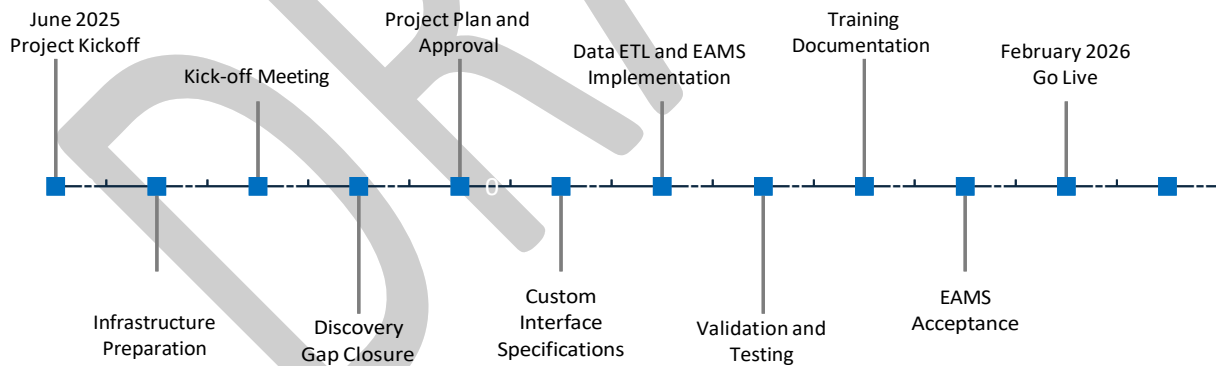 June 2025
Project Kickoff
Infrastructure
Preparation
Kick-off Meeting
Discovery
Gap Closure
Project Plan and
Approval
0
Custom
Interface
Specifications
Data ETL and EAMS
Implementation
Validation and
Testing
Training
Documentation
EAMS
Acceptance
February 2026
Go Live